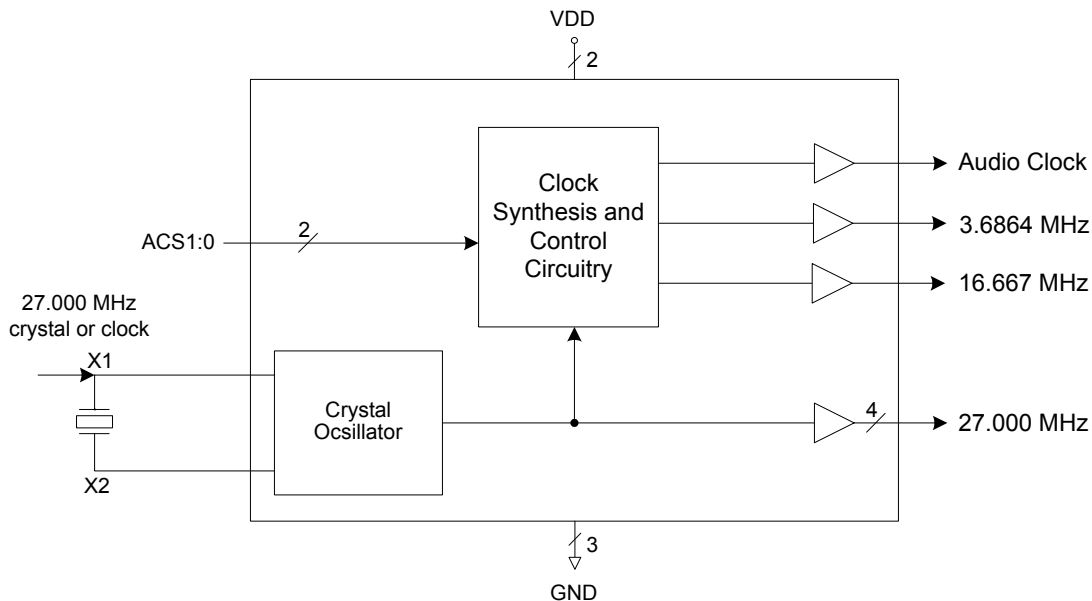 VDD
2
Clock
Synthesis and
Control
Circuitry
Audio Clock
3.6864 MHz
16.667 MHz
ACS1:0
2
27.000 MHz
crystal or clock
X1
X2
Crystal
Ocsillator
4
27.000 MHz
3
GND